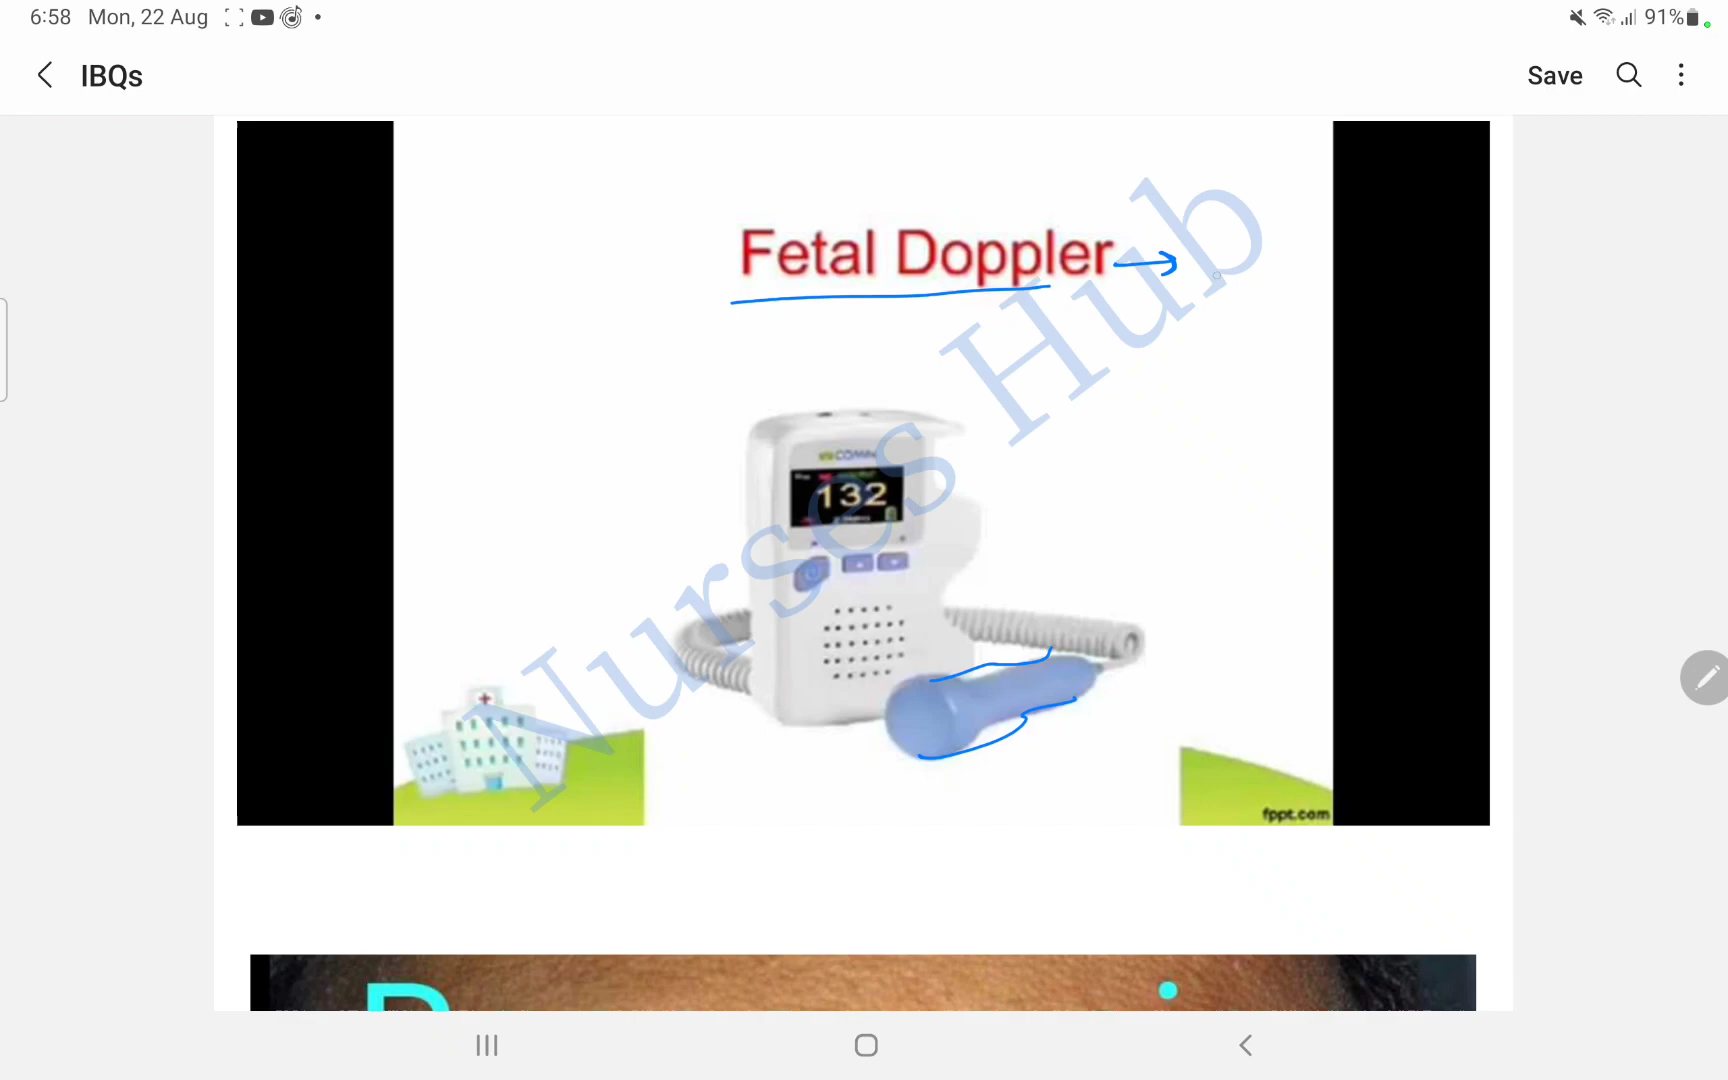 6:58 Mon, 22 Aug
91%
IBQs
Save
Fetal Doppler
Nurses Hub
132
fppt.com